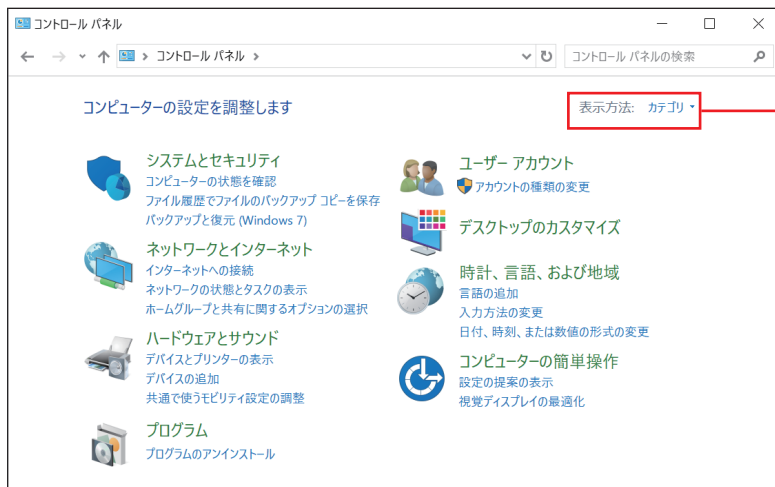 コントロール パネル
コントロール パネル
コントロール パネルの検索
コンピューターの設定を調整します
表示方法: カテゴリ
システムとセキュリティ
コンピューターの状態を確認
ファイル履歴でファイルのバックアップ コピーを保存
バックアップと復元 (Windows 7)
ネットワークとインターネット
インターネットへの接続
ネットワークの状態とタスクの表示
ホームグループと共有に関するオプションの選択
ハードウェアとサウンド
デバイスとプリンターの表示
デバイスの追加
共通で使うモビリティ設定の調整
プログラム
プログラムのアンインストール
ユーザー アカウント
アカウントの種類の変更
デスクトップのカスタマイズ
時計、言語、および地域
言語の追加
入力方法の変更
日付、時刻、または数値の形式の変更
コンピューターの簡単操作
設定の提案の表示
視覚ディスプレイの最適化